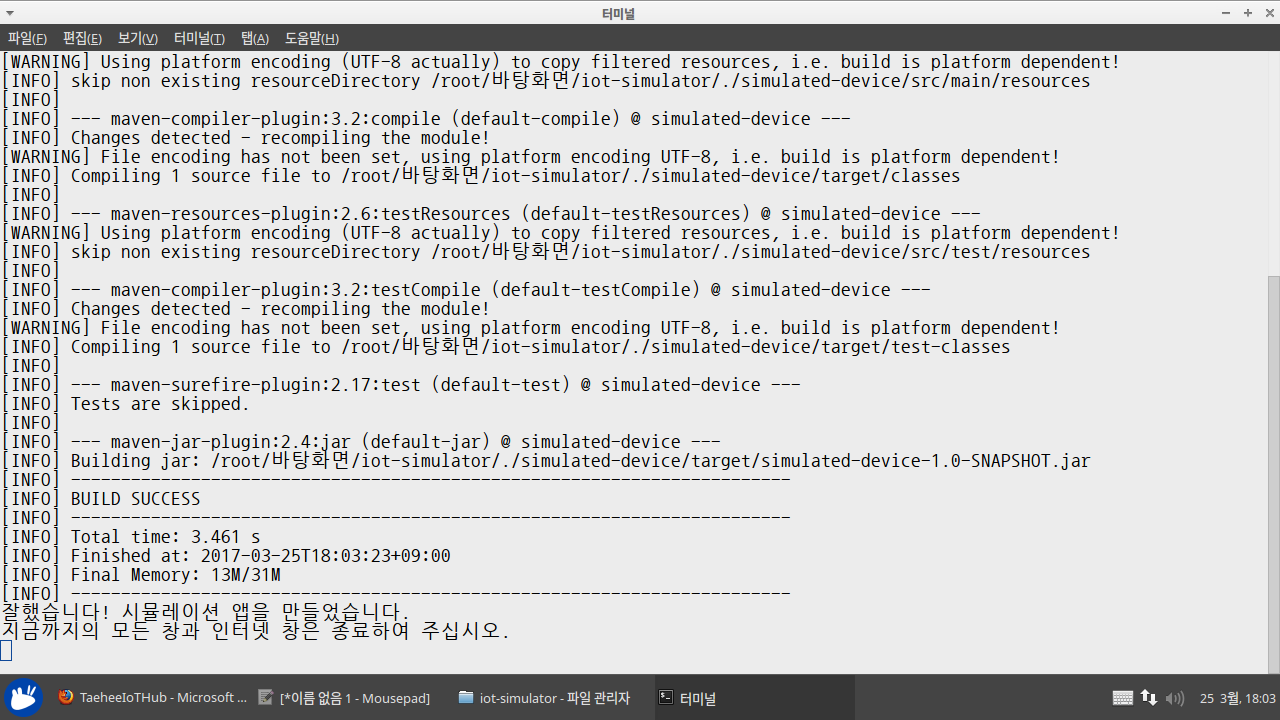 터미널
파일(F) 편집(E) 보기(V) 터미널(T) 탭(A) 도움말(H)
[WARNING] Using platform encoding (UTF-8 actually) to copy filtered resources, i.e. build is platform dependent!
[INFO] skip non existing resourceDirectory /root/바탕화면/iot-simulator/./simulated-device/src/main/resources
[INFO]
[INFO] --- maven-compiler-plugin:3.2:compile (default-compile) @ simulated-device ---
[INFO] Changes detected - recompiling the module!
[WARNING] File encoding has not been set, using platform encoding UTF-8, i.e. build is platform dependent!
[INFO] Compiling 1 source file to /root/바탕화면/iot-simulator/./simulated-device/target/classes
[INFO]
[INFO] --- maven-resources-plugin:2.6:testResources (default-testResources) @ simulated-device ---
[WARNING] Using platform encoding (UTF-8 actually) to copy filtered resources, i.e. build is platform dependent!
[INFO] skip non existing resourceDirectory /root/바탕화면/iot-simulator/./simulated-device/src/test/resources
[INFO]
[INFO] --- maven-compiler-plugin:3.2:testCompile (default-testCompile) @ simulated-device ---
[INFO] Changes detected - recompiling the module!
[WARNING] File encoding has not been set, using platform encoding UTF-8, i.e. build is platform dependent!
[INFO] Compiling 1 source file to /root/바탕화면/iot-simulator/./simulated-device/target/test-classes
[INFO]
[INFO] --- maven-surefire-plugin:2.17:test (default-test) @ simulated-device ---
[INFO] Tests are skipped.
[INFO]
[INFO] --- maven-jar-plugin:2.4:jar (default-jar) @ simulated-device ---
[INFO] Building jar: /root/바탕화면/iot-simulator/./simulated-device/target/simulated-device-1.0-SNAPSHOT.jar
[INFO] ------------------------------------------------------------------------
[INFO] BUILD SUCCESS
[INFO] ------------------------------------------------------------------------
[INFO] Total time: 3.461 s
[INFO] Finished at: 2017-03-25T18:03:23+09:00
[INFO] Final Memory: 13M/31M
[INFO] ------------------------------------------------------------------------
잘했습니다! 시뮬레이션 앱을 만들었습니다.
지금까지의 모든 창과 인터넷 창은 종료하여 주십시오.
TaeheeIoTHub - Microsoft ... [*이름 없음 1 - Mousepad] iot-simulator - 파일 관리자 터미널 25 3월, 18:03